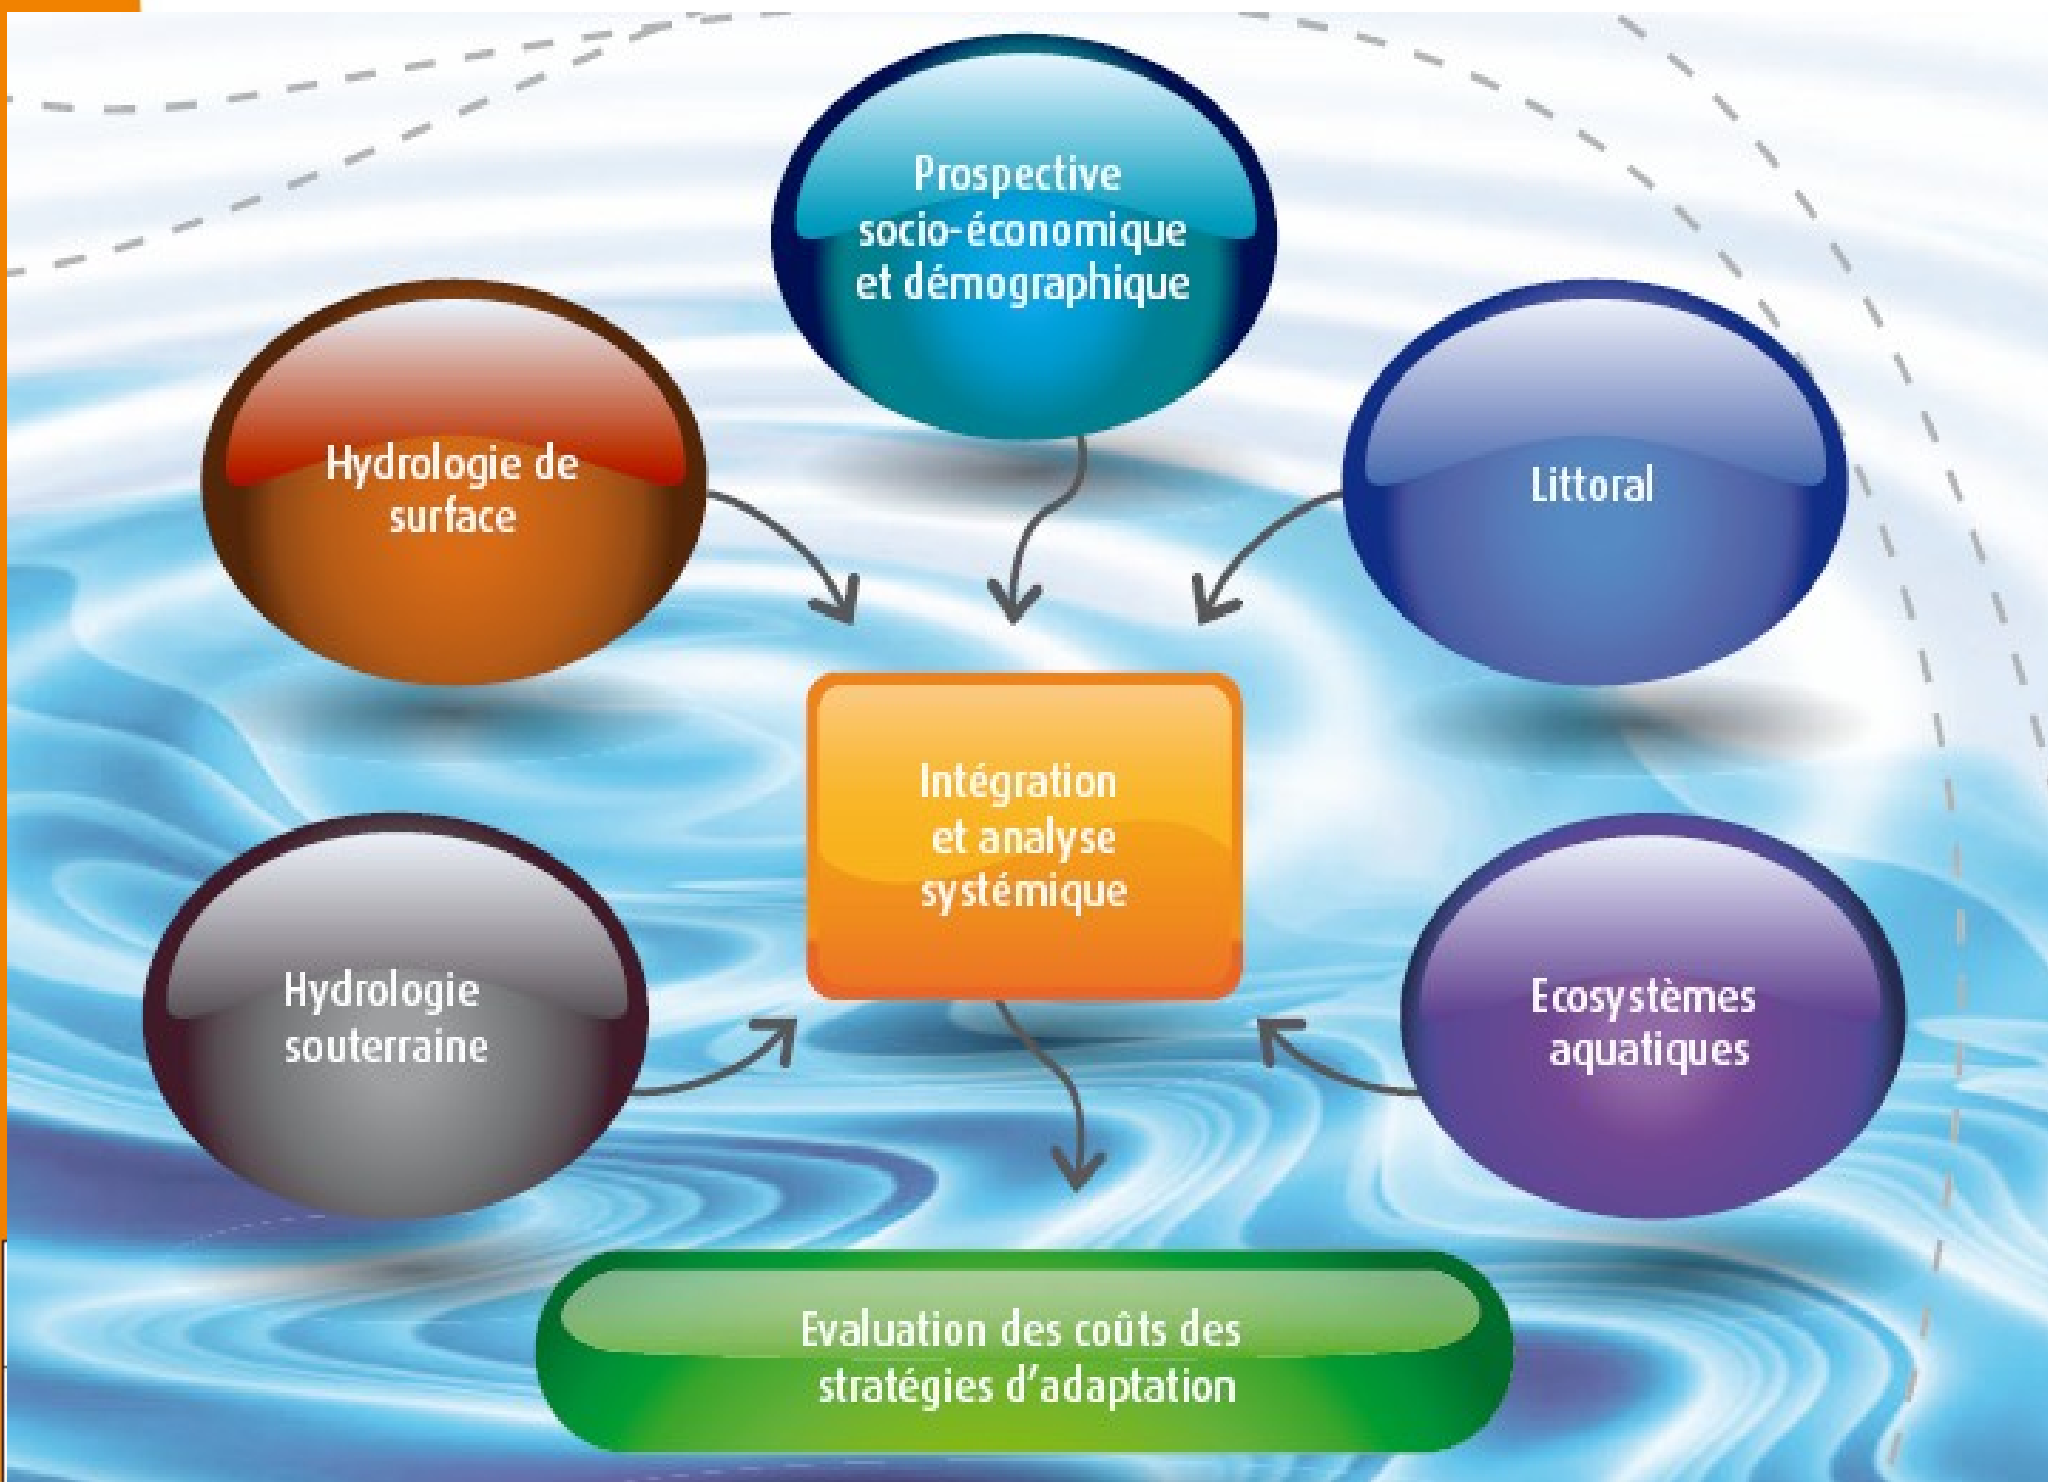 Prospective
socio-économique
et démographique
Hydrologie de
surface
Littoral
Intégration
et analyse
systémique
Hydrologie
souterraine
Ecosystèmes
aquatiques
Evaluation des coûts des
stratégies d’adaptation